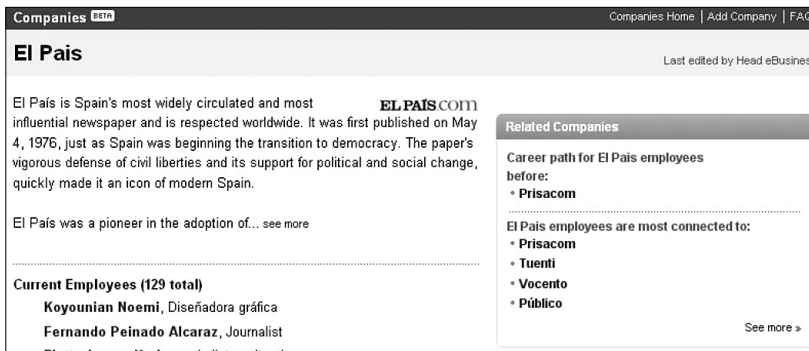 Companies BETA
Companies Home | Add Company | FAQ
El Pais
Last edited by Head eBusines
El País is Spain's most widely circulated and most
influential newspaper and is respected worldwide. It was first published on May
4, 1976, just as Spain was beginning the transition to democracy. The paper's
vigorous defense of civil liberties and its support for political and social change,
quickly made it an icon of modern Spain.
EL PAÍS.com
El País was a pioneer in the adoption of... see more
Current Employees (129 total)
Koyounian Noemi, Diseñadora gráfica
Fernando Peinado Alcaraz, Journalist
Related Companies
Career path for El Pais employees
before:
Prisacom
El Pais employees are most connected to:
Prisacom
Tuenti
Vocento
Público
See more »